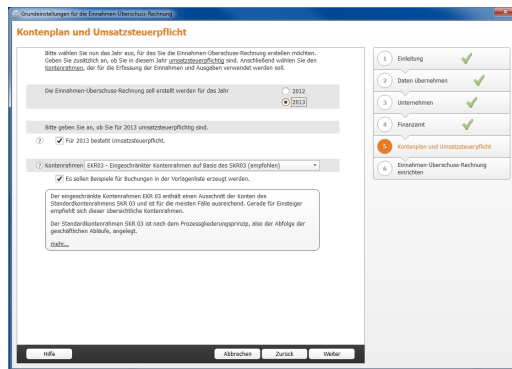 Grundeinstellungen für die Einnahmen-Überschuss-Rechnung
Kontenplan und Umsatzsteuerpflicht
Bitte wählen Sie nun das Jahr aus, für das Sie die Einnahmen-Überschuss-Rechnung erstellen möchten.
Geben Sie zusätzlich an, ob Sie in diesem Jahr umsatzsteuerpflichtig sind. Anschließend wählen Sie den
Kontenrahmen, der für die Erfassung der Einnahmen und Ausgaben verwendet werden soll.
Die Einnahmen-Überschuss-Rechnung soll erstellt werden für das Jahr
2012
2013
Bitte geben Sie an, ob Sie für 2013 umsatzsteuerpflichtig sind.
? Für 2013 besteht Umsatzsteuerpflicht.
? Kontenrahmen EKR03 - Eingeschränkter Kontenrahmen auf Basis des SKR03 (empfohlen)
Es sollen Beispiele für Buchungen in der Vorlagenliste erzeugt werden.
Der eingeschränkte Kontenrahmen EKR 03 enthält einen Ausschnitt der Konten des
Standardkontenrahmens SKR 03 und ist für die meisten Fälle ausreichend. Gerade für Einsteiger
empfiehlt sich dieser übersichtliche Kontenrahmen.
Der Standardkontenrahmen SKR 03 ist nach dem Prozessgliederungsprinzip, also der Abfolge der
geschäftlichen Abläufe, angelegt.
mehr...
Hilfe
Abbrechen
Zurück
Weiter
1 Einleitung
2 Daten übernehmen
3 Unternehmen
4 Finanzamt
5 Kontenplan und Umsatzsteuerpflicht
6 Einnahmen-Überschuss-Rechnung
einrichten